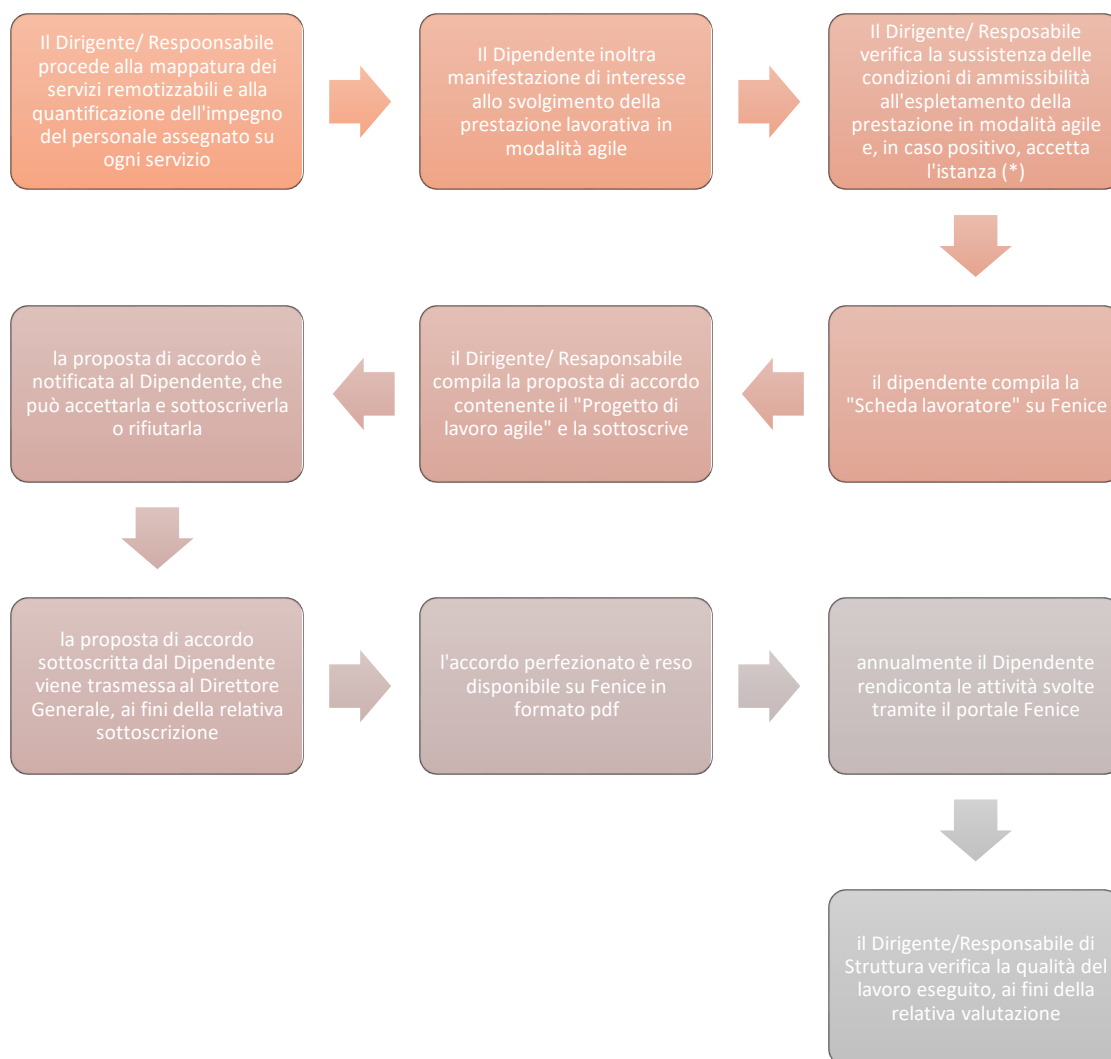 Il Dirigente/ Respoonsabile
procede alla mappatura dei
servizi remotizzabili e alla
quantificazione dell'impegno
del personale assegnato su
ogni servizio
Il Dipendente inoltra
manifestazione di interesse
allo svolgimento della
prestazione lavorativa in
modalità agile
Il Dirigente/ Resposabile
verifica la sussistenza delle
condizioni di ammissibilità
all'espletamento della
prestazione in modalità agile
e, in caso positivo, accetta
l'istanza (*)
il dipendente compila la
"Scheda lavoratore" su Fenice
il Dirigente/ Resaponsabile
compila la proposta di accordo
contenente il "Progetto di
lavoro agile" e la sottoscrive
la proposta di accordo è
notificata al Dipendente, che
può accettarla e sottoscriverla
o rifiutarla
la proposta di accordo
sottoscritta dal Dipendente
viene trasmessa al Direttore
Generale, ai fini della relativa
sottoscrizione
l'accordo perfezionato è reso
disponibile su Fenice in
formato pdf
annualmente il Dipendente
rendiconta le attività svolte
tramite il portale Fenice
il Dirigente/Responsabile di
Struttura verifica la qualità del
lavoro eseguito, ai fini della
relativa valutazione